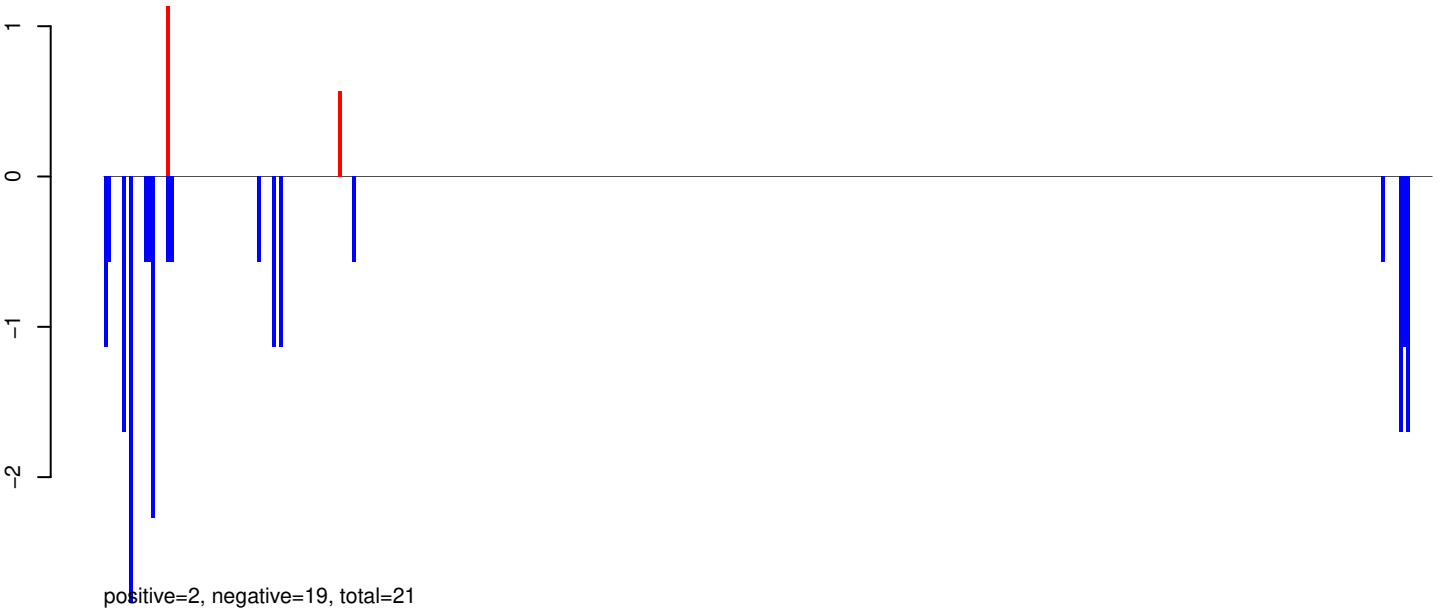 1
0
−1
−2
positive=2, negative=19, total=21